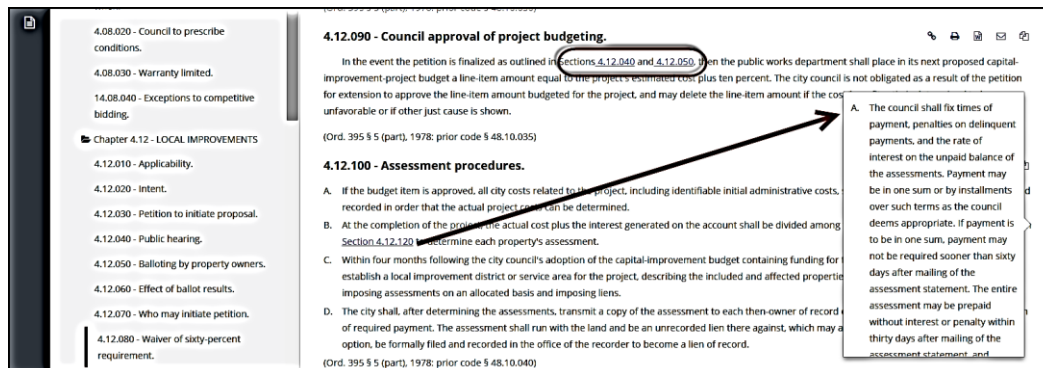 4.08.020 - Council to prescribe
conditions.
4.08.030 - Warranty limited.
14.08.040 - Exceptions to competitive
bidding.
Chapter 4.12 - LOCAL IMPROVEMENTS
4.12.010 - Applicability.
4.12.020 - Intent.
4.12.030 - Petition to initiate proposal.
4.12.040 - Public hearing.
4.12.050 - Balloting by property owners.
4.12.060 - Effect of ballot results.
4.12.070 - Who may initiate petition.
4.12.080 - Waiver of sixty-percent
requirement.
(Ord. 395 § 5 (part), 1978: prior code § 48.10.030)
4.12.090 - Council approval of project budgeting.
In the event the petition is finalized as outlined in Sections 4.12.040 and 4.12.050, then the public works department shall place in its next proposed capital-
improvement-project budget a line-item amount equal to the project's estimated cost plus ten percent. The city council is not obligated as a result of the petition
for extension to approve the line-item amount budgeted for the project, and may delete the line-item amount if the
unfavorable or if other just cause is shown.
(Ord. 395 § 5 (part), 1978: prior code § 48.10.035)
4.12.100 - Assessment procedures.
A. If the budget item is approved, all city costs related to the project, including identifiable initial administrative costs,
recorded in order that the actual project costs can be determined.
B. At the completion of the project, the actual cost plus the interest generated on the account shall be divided among
Section 4.12.120 to determine each property's assessment.
C. Within four months following the city council's adoption of the capital-improvement budget containing funding for
establish a local improvement district or service area for the project, describing the included and affected
imposing assessments on an allocated basis and imposing liens.
D. The city shall, after determining the assessments, transmit a copy of the assessment to each then-owner of record
of required payment. The assessment shall run with the land and be an unrecorded lien there against, which may a
option, be formally filed and recorded in the office of the recorder to become a lien of record.
(Ord. 395 § 5 (part), 1978: prior code § 48.10.040)
A. The council shall fix times of
payment, penalties on delinquent
payments, and the rate of
interest on the unpaid balance of
the assessments. Payment may
be in one sum or by installments
over such terms as the council
deems appropriate. If payment is
to be in one sum, payment may
not be required sooner than sixty
days after mailing of the
assessment statement. The entire
assessment may be prepaid
without interest or penalty within
thirty days after mailing of the
assessment statement, and